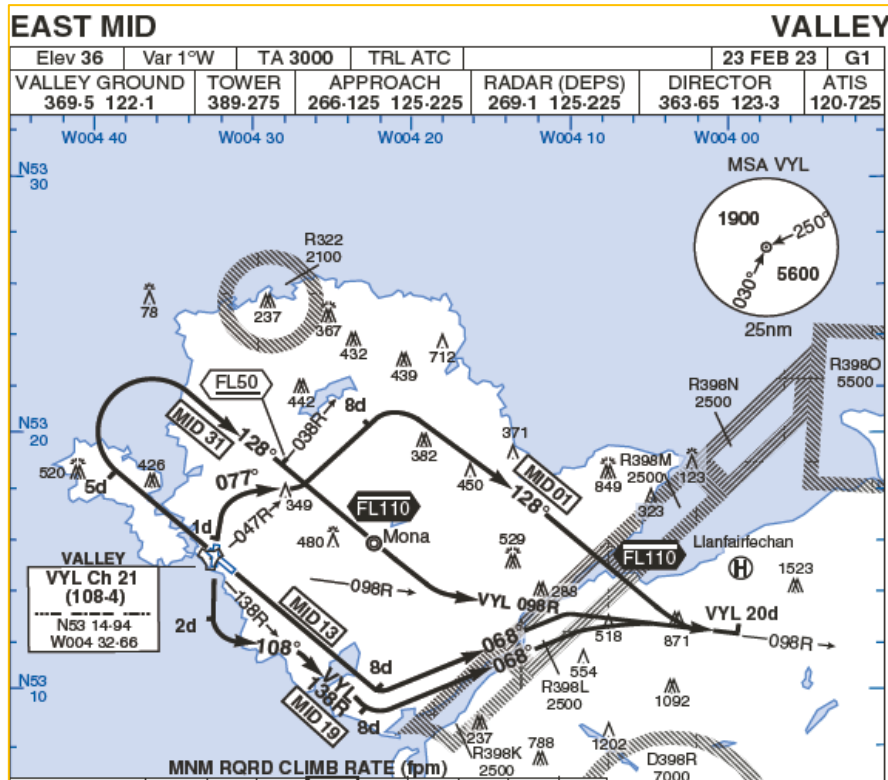 EAST MID VALLEY
Elev 36 Var 1°W TA 3000 TRL ATC 23 FEB 23 G1
VALLEY GROUND TOWER APPROACH RADAR (DEPS) DIRECTOR ATIS
369·5 122·1 389·275 266·125 125·225 269·1 125·225 363·65 123·3 120·725
W004 40 W004 30 W004 20 W004 10 W004 00
N53
30
MSA VYL
1900
250°
5600
030°
25nm
R322
2100
78
237
367
432
439
712
R398O
5500
R398N
2500
FL50
442
038R
8d
N53
20
MID 31
128°
371
382
MID 01
R398M
2500
520
426
5d
077°
450
849
123
349
128°
323
1d
047R
FL110
480
Mona
529
FL110
Llanfairfechan
H
1523
VALLEY
VYL Ch 21
(108·4)
N53 14·94
W004 32·66
098R
138R
288
VYL 098R
VYL 20d
098R
2d
MID 13
108°
068°
068°
518
871
8d
554
VYL
138R
R398L
2500
1092
N53
10
MID 19
8d
237
R398K
2500
788
1202
D398R
7000
MNM RQRD CLIMB RATE (fpm)